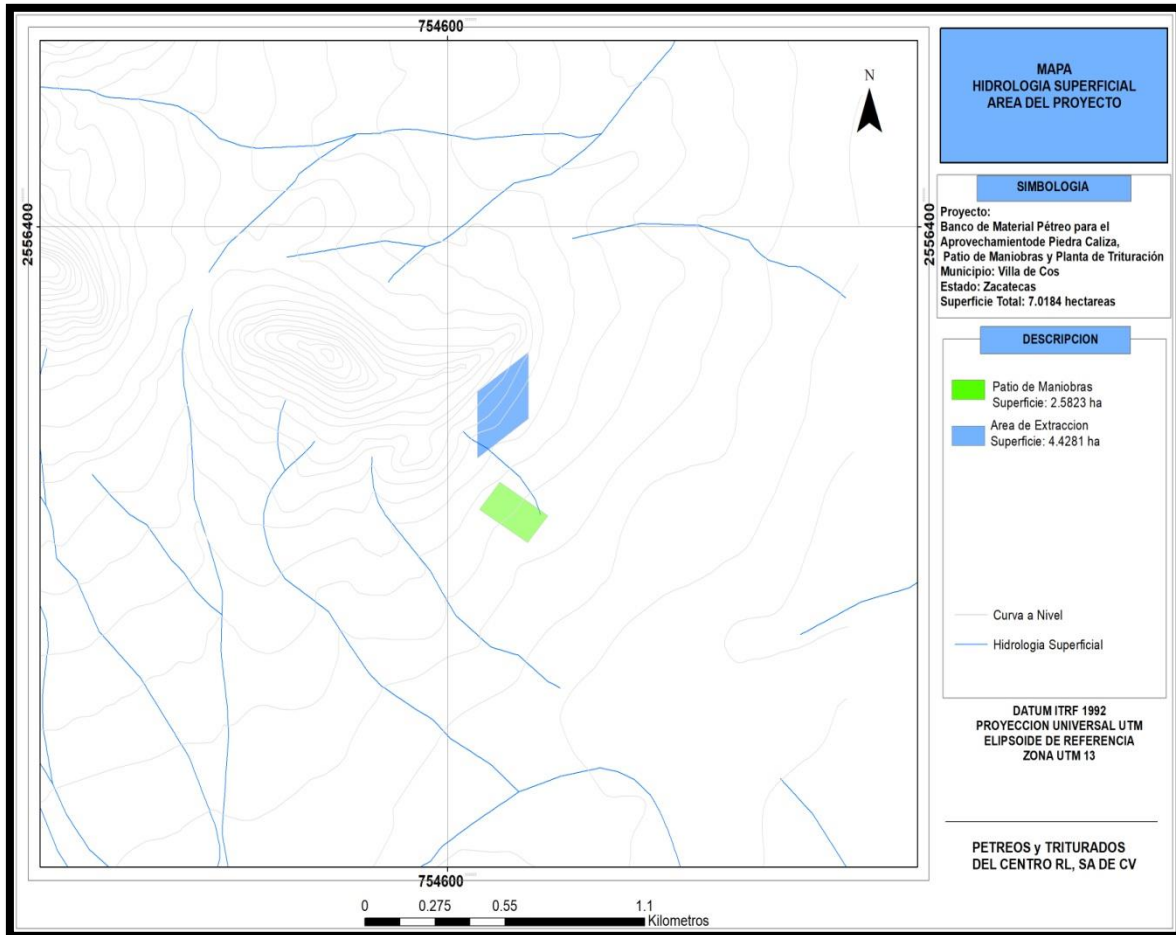 754600
MAPA
HIDROLOGIA SUPERFICIAL
AREA DEL PROYECTO
N
SIMBOLOGIA
2556400
2556400
Proyecto:
Banco de Material Pétreo para el
Aprovechamientode Piedra Caliza,
Patio de Maniobras y Planta de Trituración
Municipio: Villa de Cos
Estado: Zacatecas
Superficie Total: 7.0184 hectareas
DESCRIPCION
Patio de Maniobras
Superficie: 2.5823 ha
Area de Extraccion
Superficie: 4.4281 ha
Curva a Nivel
Hidrologia Superficial
DATUM ITRF 1992
PROYECCION UNIVERSAL UTM
ELIPSOIDE DE REFERENCIA
ZONA UTM 13
PETREOS y TRITURADOS
DEL CENTRO RL, SA DE CV
754600
0 0.275 0.55 1.1
Kilometros